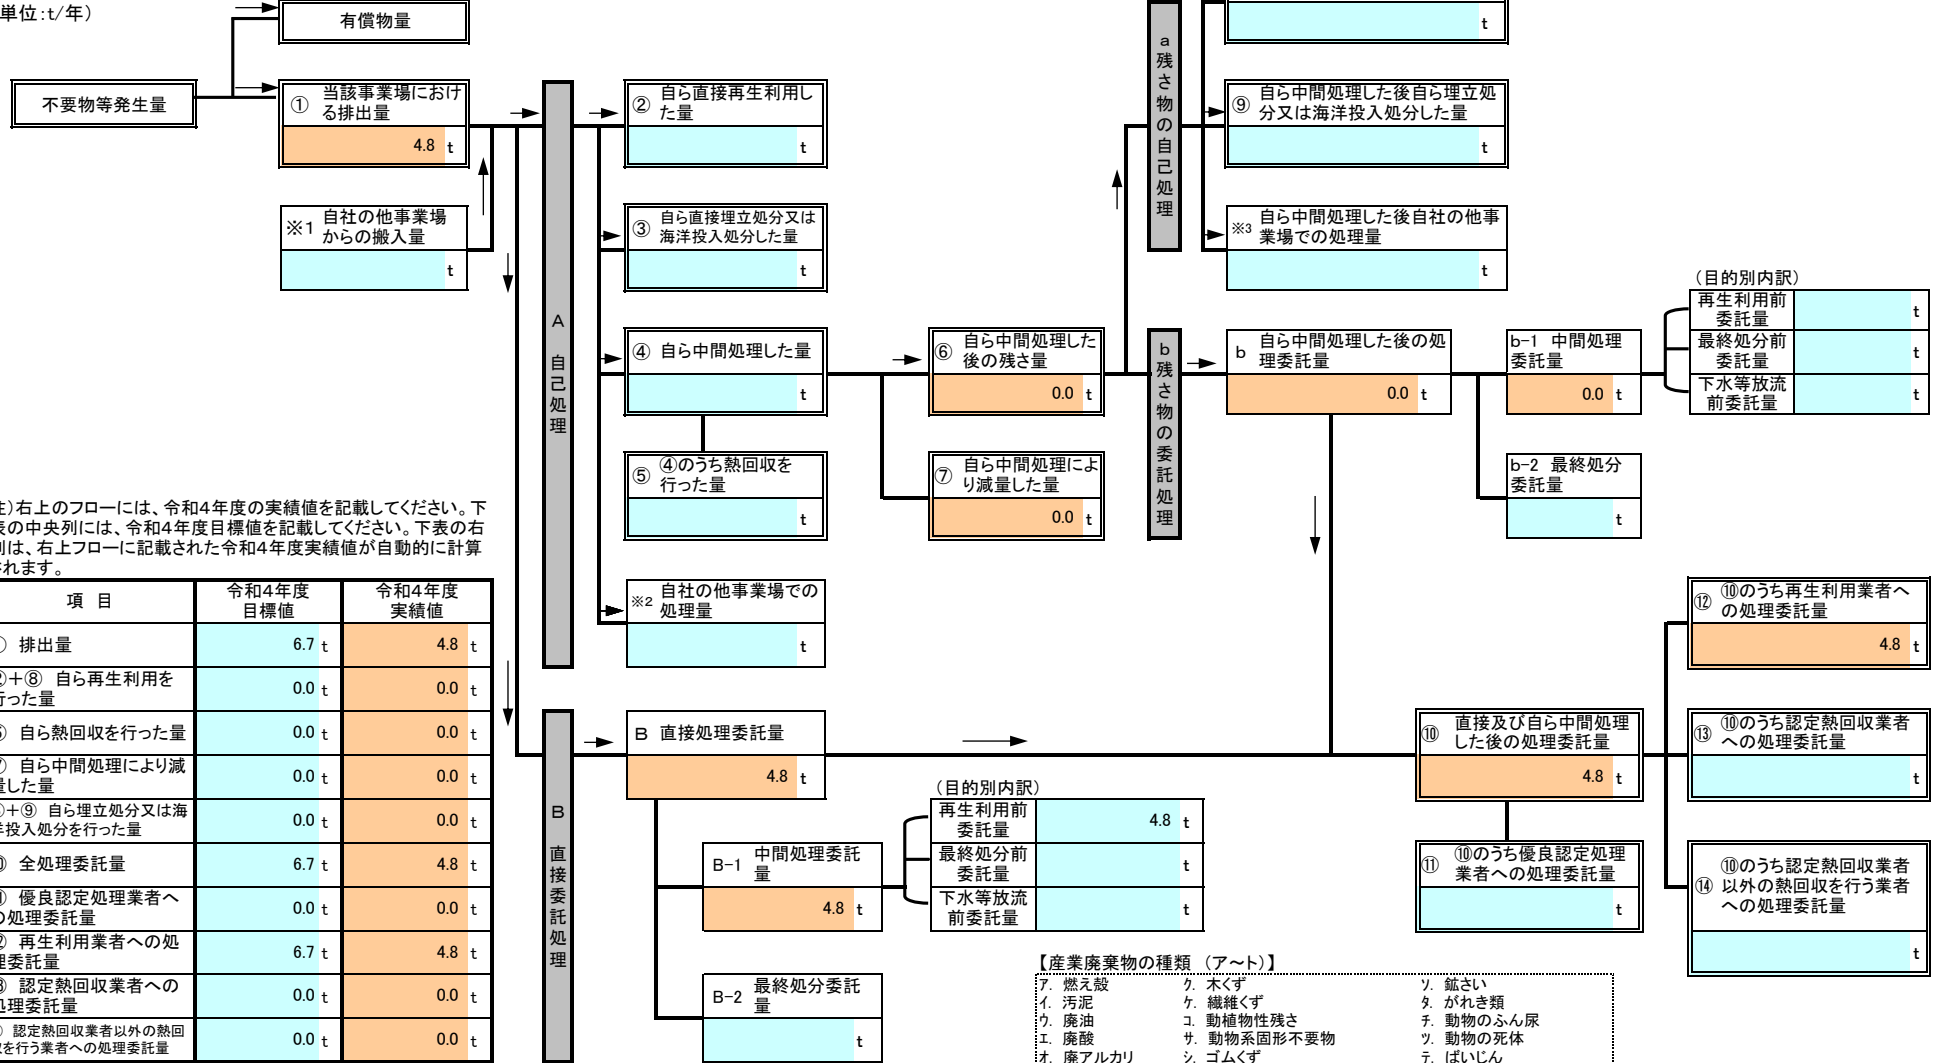 単位:t/年）
有償物量
不要物等発生量
① 当該事業場におけ
る排出量
4.8 t
※1 自社の他事業場
からの搬入量
t
A 自己処理
② 自ら直接再生利用し
た量
t
③ 自ら直接埋立処分又は
海洋投入処分した量
t
④ 自ら中間処理した量
t
⑤ ④のうち熱回収を
行った量
t
※2 自社の他事業場での
処理量
t
⑥ 自ら中間処理した
後の残さ量
0.0 t
⑦ 自ら中間処理によ
り減量した量
0.0 t
a 残さ物の自己処理
t
⑨ 自ら中間処理した後自ら埋立処
分又は海洋投入処分した量
t
※3 自ら中間処理した後自社の他事
業場での処理量
t
b 残さ物の委託処理
b 自ら中間処理した後の処
理委託量
0.0 t
b-1 中間処理
委託量
0.0 t
b-2 最終処分
委託量
t
（目的別内訳）
再生利用前
委託量
t
最終処分前
委託量
t
下水等放流
前委託量
t
注）右上のフローには、令和4年度の実績値を記載してください。下
表の中央列には、令和4年度目標値を記載してください。下表の右
列は、右上フローに記載された令和4年度実績値が自動的に計算
されます。
項 目 令和4年度 目標値 令和4年度 実績値
排出量 6.7 t 4.8 t
②+⑧ 自ら再生利用を
行った量 0.0 t 0.0 t
自ら熱回収を行った量 0.0 t 0.0 t
自ら中間処理により減
量した量 0.0 t 0.0 t
+⑨ 自ら埋立処分又は海
洋投入処分を行った量 0.0 t 0.0 t
全処理委託量 6.7 t 4.8 t
優良認定処理業者へ
の処理委託量 0.0 t 0.0 t
再生利用業者への処
理委託量 6.7 t 4.8 t
認定熱回収業者への
処理委託量 0.0 t 0.0 t
認定熱回収業者以外の熱回
収を行う業者への処理委託量 0.0 t 0.0 t
B 直接委託処理
B 直接処理委託量
4.8 t
B-1 中間処理委託
量
4.8 t
B-2 最終処分委託
量
t
（目的別内訳）
再生利用前
委託量
4.8 t
最終処分前
委託量
t
下水等放流
前委託量
t
⑩ 直接及び自ら中間処理
した後の処理委託量
4.8 t
⑪ ⑩のうち優良認定処理
業者への処理委託量
t
⑫ ⑩のうち再生利用業者へ
の処理委託量
4.8 t
⑬ ⑩のうち認定熱回収業者
への処理委託量
t
⑭ ⑩のうち認定熱回収業者
以外の熱回収を行う業者
への処理委託量
t
【産業廃棄物の種類 （ア～ト）】
ア. 燃え殻 ク. 木くず ソ. 鉱さい
イ. 汚泥 ケ. 繊維くず タ. がれき類
ウ. 廃油 コ. 動植物性残さ チ. 動物のふん尿
エ. 廃酸 サ. 動物系固形不要物 ツ. 動物の死体
オ. 廃アルカリ シ. ゴムくず テ. ばいじん